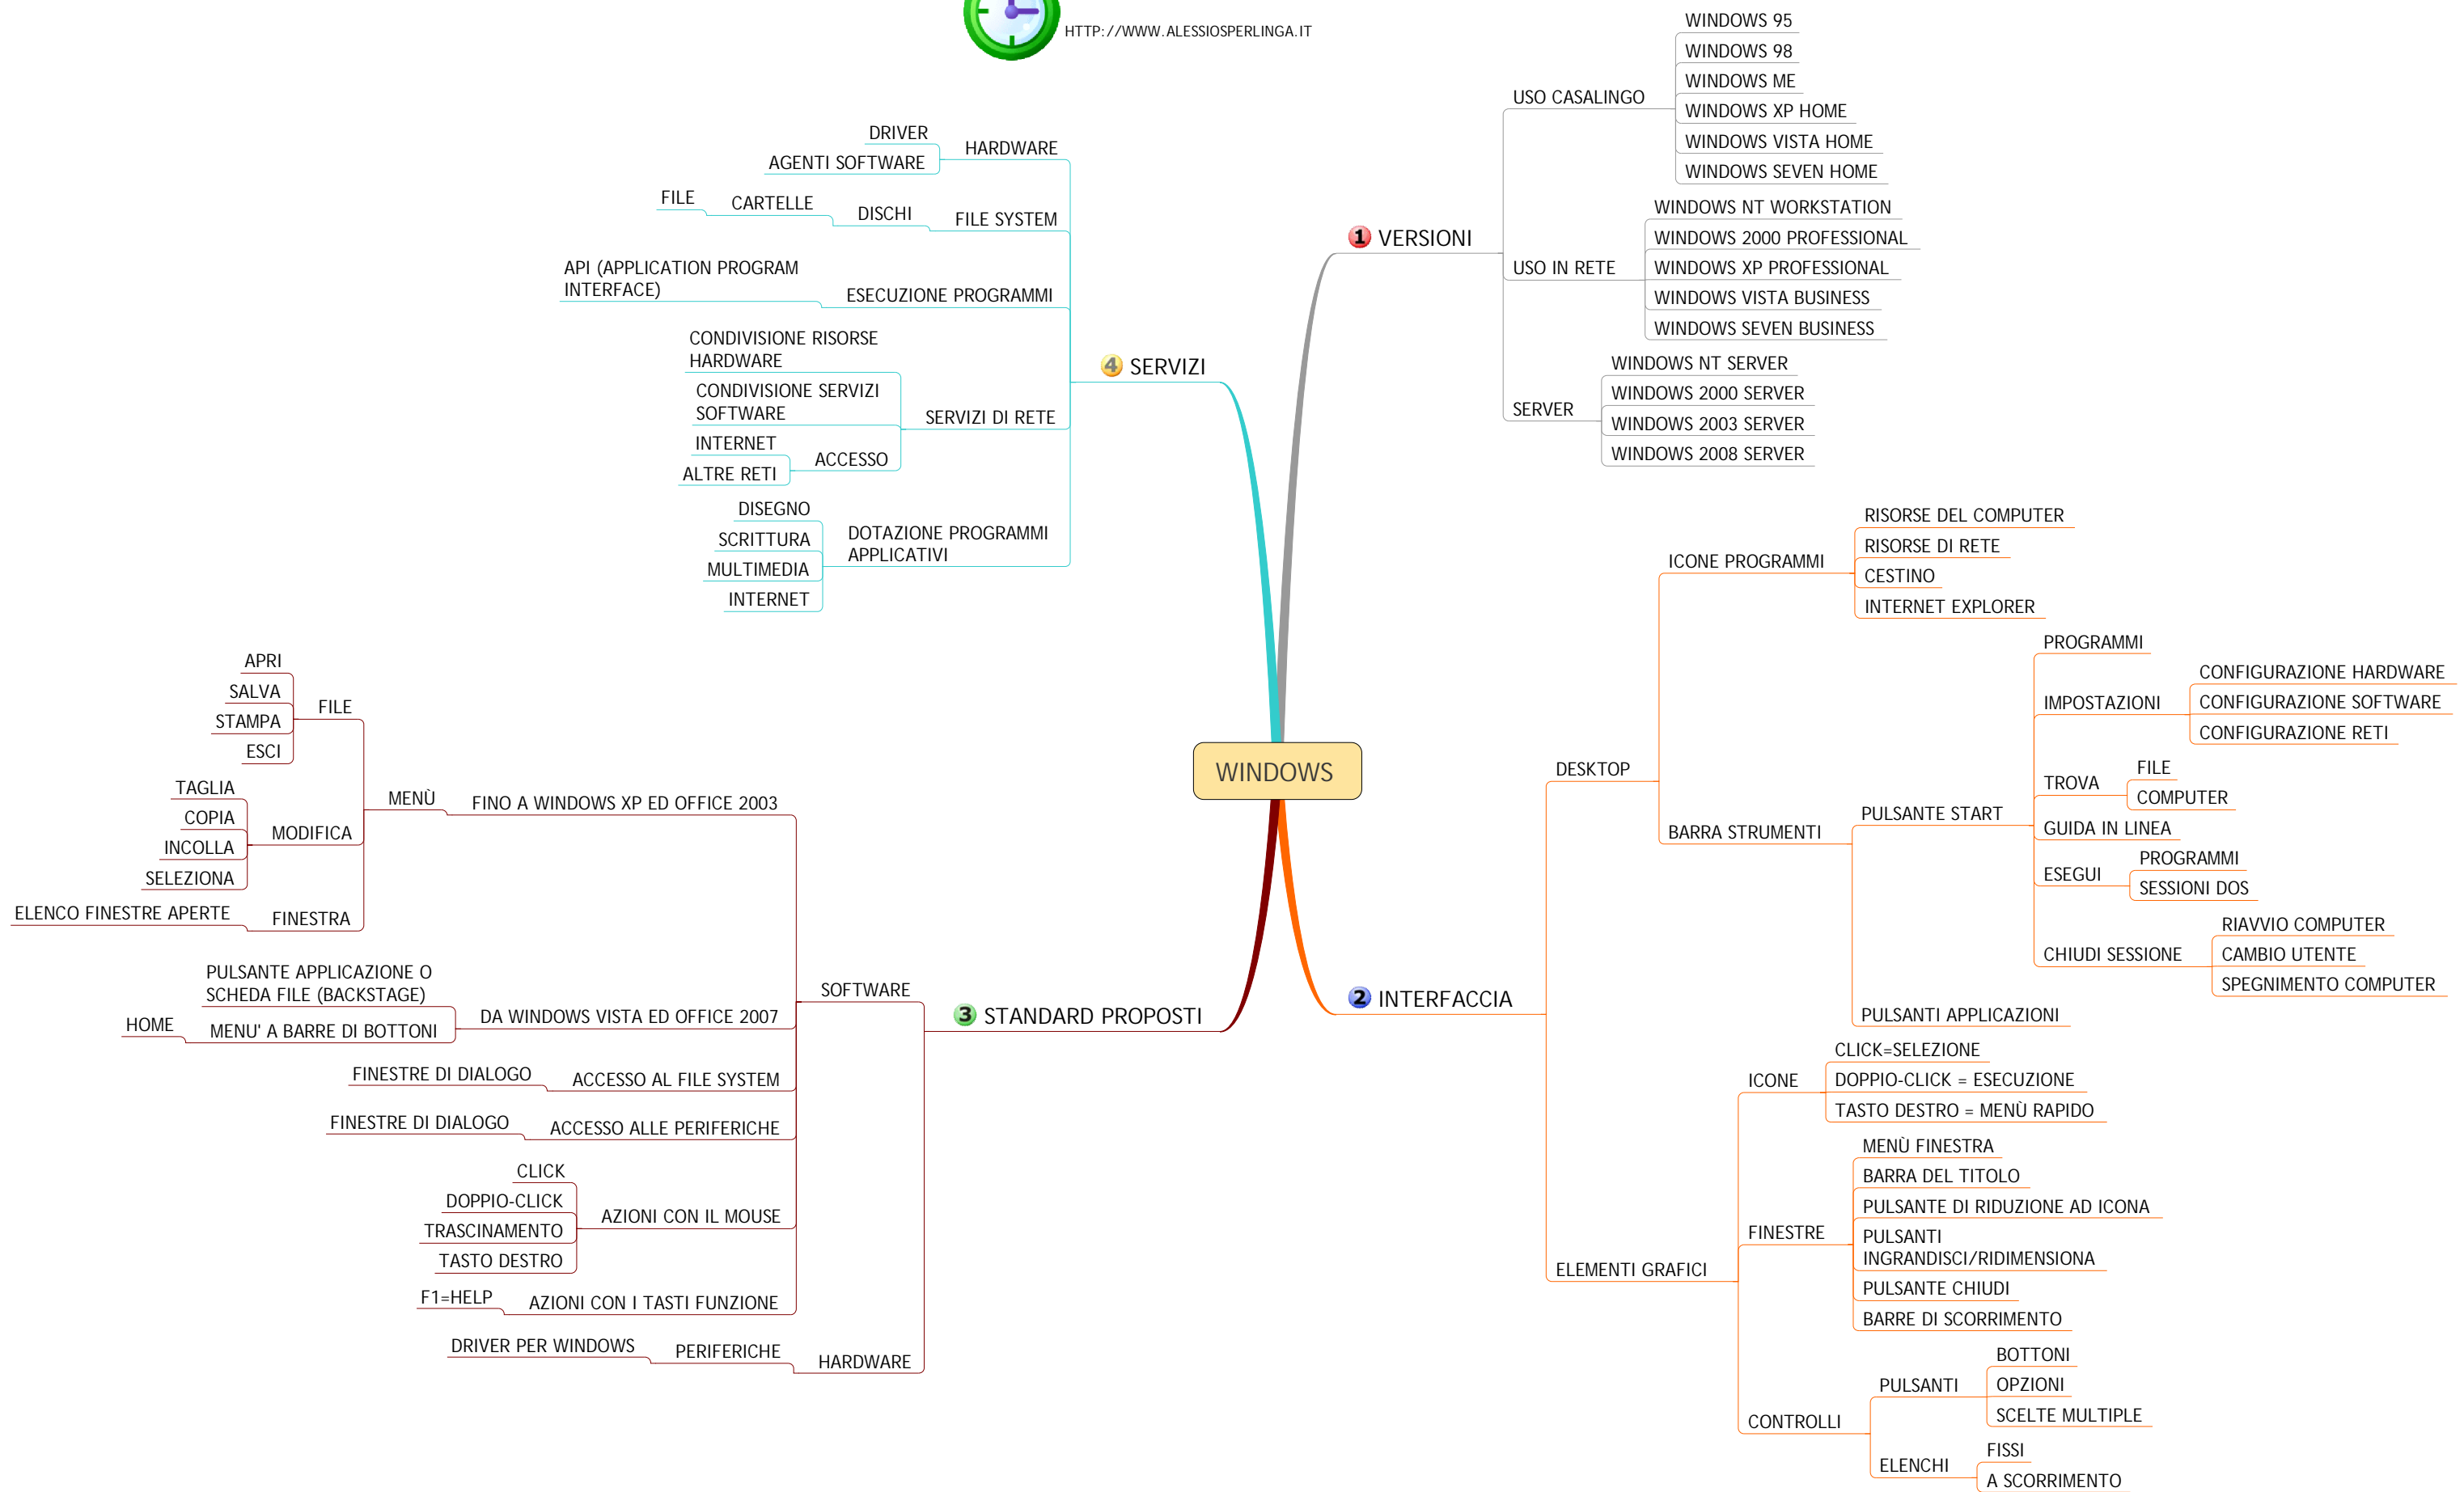 HTTP://WWW.ALESSIOSPERLINGA.IT
WINDOWS
1 VERSIONI
USO CASALINGO
WINDOWS 95
WINDOWS 98
WINDOWS ME
WINDOWS XP HOME
WINDOWS VISTA HOME
WINDOWS SEVEN HOME
USO IN RETE
WINDOWS NT WORKSTATION
WINDOWS 2000 PROFESSIONAL
WINDOWS XP PROFESSIONAL
WINDOWS VISTA BUSINESS
WINDOWS SEVEN BUSINESS
SERVER
WINDOWS NT SERVER
WINDOWS 2000 SERVER
WINDOWS 2003 SERVER
WINDOWS 2008 SERVER
2 INTERFACCIA
DESKTOP
ICONE PROGRAMMI
RISORSE DEL COMPUTER
RISORSE DI RETE
CESTINO
INTERNET EXPLORER
BARRA STRUMENTI
PULSANTE START
PROGRAMMI
IMPOSTAZIONI
CONFIGURAZIONE HARDWARE
CONFIGURAZIONE SOFTWARE
CONFIGURAZIONE RETI
TROVA
FILE
COMPUTER
GUIDA IN LINEA
ESEGUI
PROGRAMMI
SESSIONI DOS
CHIUDI SESSIONE
RIAVVIO COMPUTER
CAMBIO UTENTE
SPEGNIMENTO COMPUTER
PULSANTI APPLICAZIONI
ELEMENTI GRAFICI
ICONE
CLICK=SELEZIONE
DOPPIO-CLICK = ESECUZIONE
TASTO DESTRO = MENÙ RAPIDO
FINESTRE
MENÙ FINESTRA
BARRA DEL TITOLO
PULSANTE DI RIDUZIONE AD ICONA
PULSANTI
INGRANDISCI/RIDIMENSIONA
PULSANTE CHIUDI
BARRE DI SCORRIMENTO
CONTROLLI
PULSANTI
BOTTONI
OPZIONI
SCELTE MULTIPLE
ELENCHI
FISSI
A SCORRIMENTO
3 STANDARD PROPOSTI
SOFTWARE
FINO A WINDOWS XP ED OFFICE 2003
MENÙ
FILE
APRI
SALVA
STAMPA
ESCI
MODIFICA
TAGLIA
COPIA
INCOLLA
SELEZIONA
FINESTRA
ELENCO FINESTRE APERTE
DA WINDOWS VISTA ED OFFICE 2007
PULSANTE APPLICAZIONE O
SCHEDA FILE (BACKSTAGE)
MENU' A BARRE DI BOTTONI
HOME
ACCESSO AL FILE SYSTEM
FINESTRE DI DIALOGO
ACCESSO ALLE PERIFERICHE
FINESTRE DI DIALOGO
AZIONI CON IL MOUSE
CLICK
DOPPIO-CLICK
TRASCINAMENTO
TASTO DESTRO
AZIONI CON I TASTI FUNZIONE
F1=HELP
HARDWARE
PERIFERICHE
DRIVER PER WINDOWS
4 SERVIZI
HARDWARE
DRIVER
AGENTI SOFTWARE
FILE SYSTEM
DISCHI
CARTELLE
FILE
ESECUZIONE PROGRAMMI
API (APPLICATION PROGRAM
INTERFACE)
SERVIZI DI RETE
CONDIVISIONE RISORSE
HARDWARE
CONDIVISIONE SERVIZI
SOFTWARE
ACCESSO
INTERNET
ALTRE RETI
DOTAZIONE PROGRAMMI
APPLICATIVI
DISEGNO
SCRITTURA
MULTIMEDIA
INTERNET